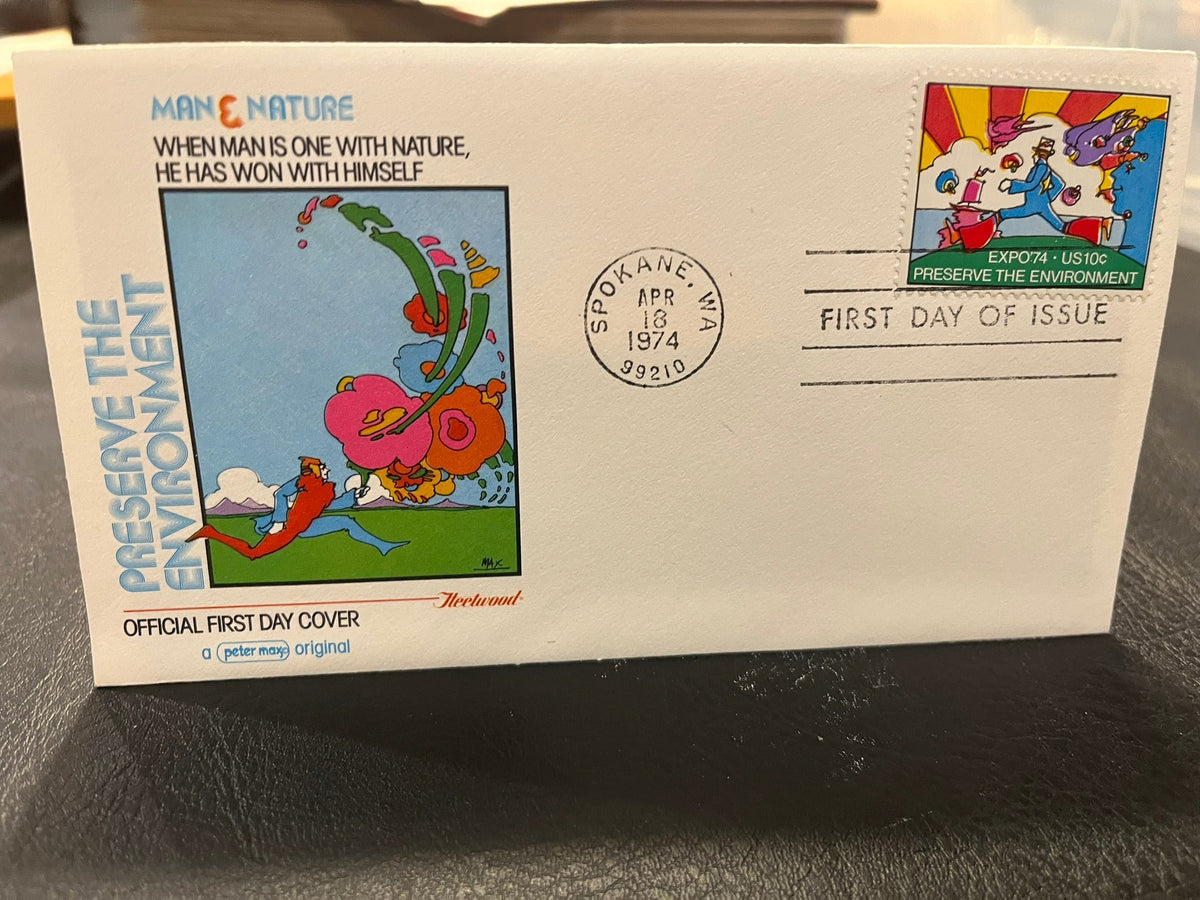 MAN & NATURE
WHEN MAN IS ONE WITH NATURE,
HE HAS WON WITH HIMSELF
PRESERVE THE
ENVIRONMENT
MAX
Fleetwood
OFFICIAL FIRST DAY COVER
a peter max© original
SPOKANE, WA
APR
18
1974
99210
EXPO'74 · US10¢
PRESERVE THE ENVIRONMENT
FIRST DAY OF ISSUE